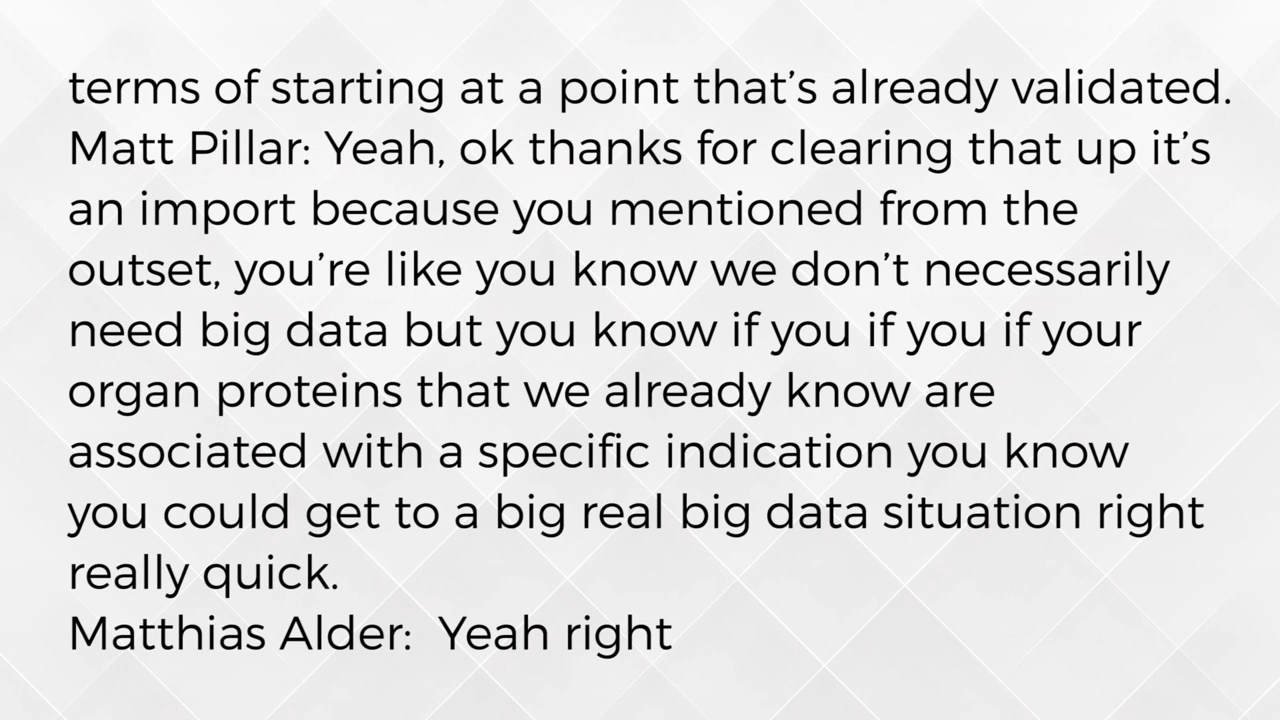 terms of starting at a point that’s already validated.
Matt Pillar: Yeah, ok thanks for clearing that up it’s
an import because you mentioned from the
outset, you’re like you know we don’t necessarily
need big data but you know if you if you if your
organ proteins that we already know are
associated with a specific indication you know
you could get to a big real big data situation right
really quick.
Matthias Alder:  Yeah right